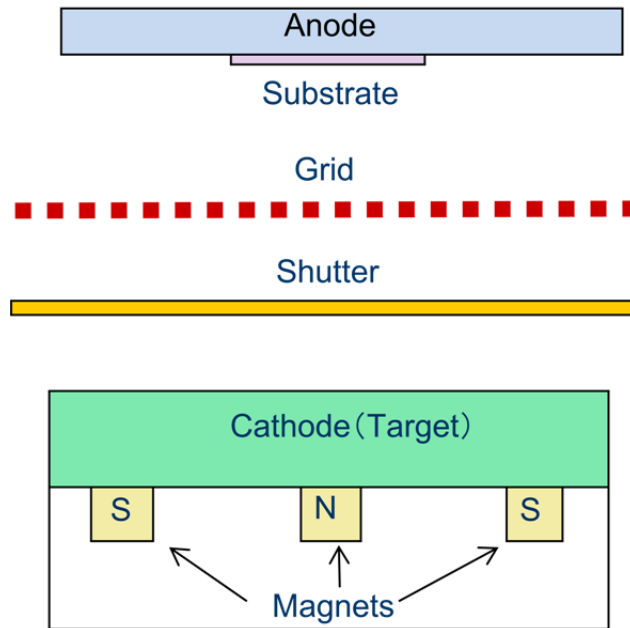 Anode
Substrate
Grid
Shutter
Cathode（Target）
S N S
Magnets